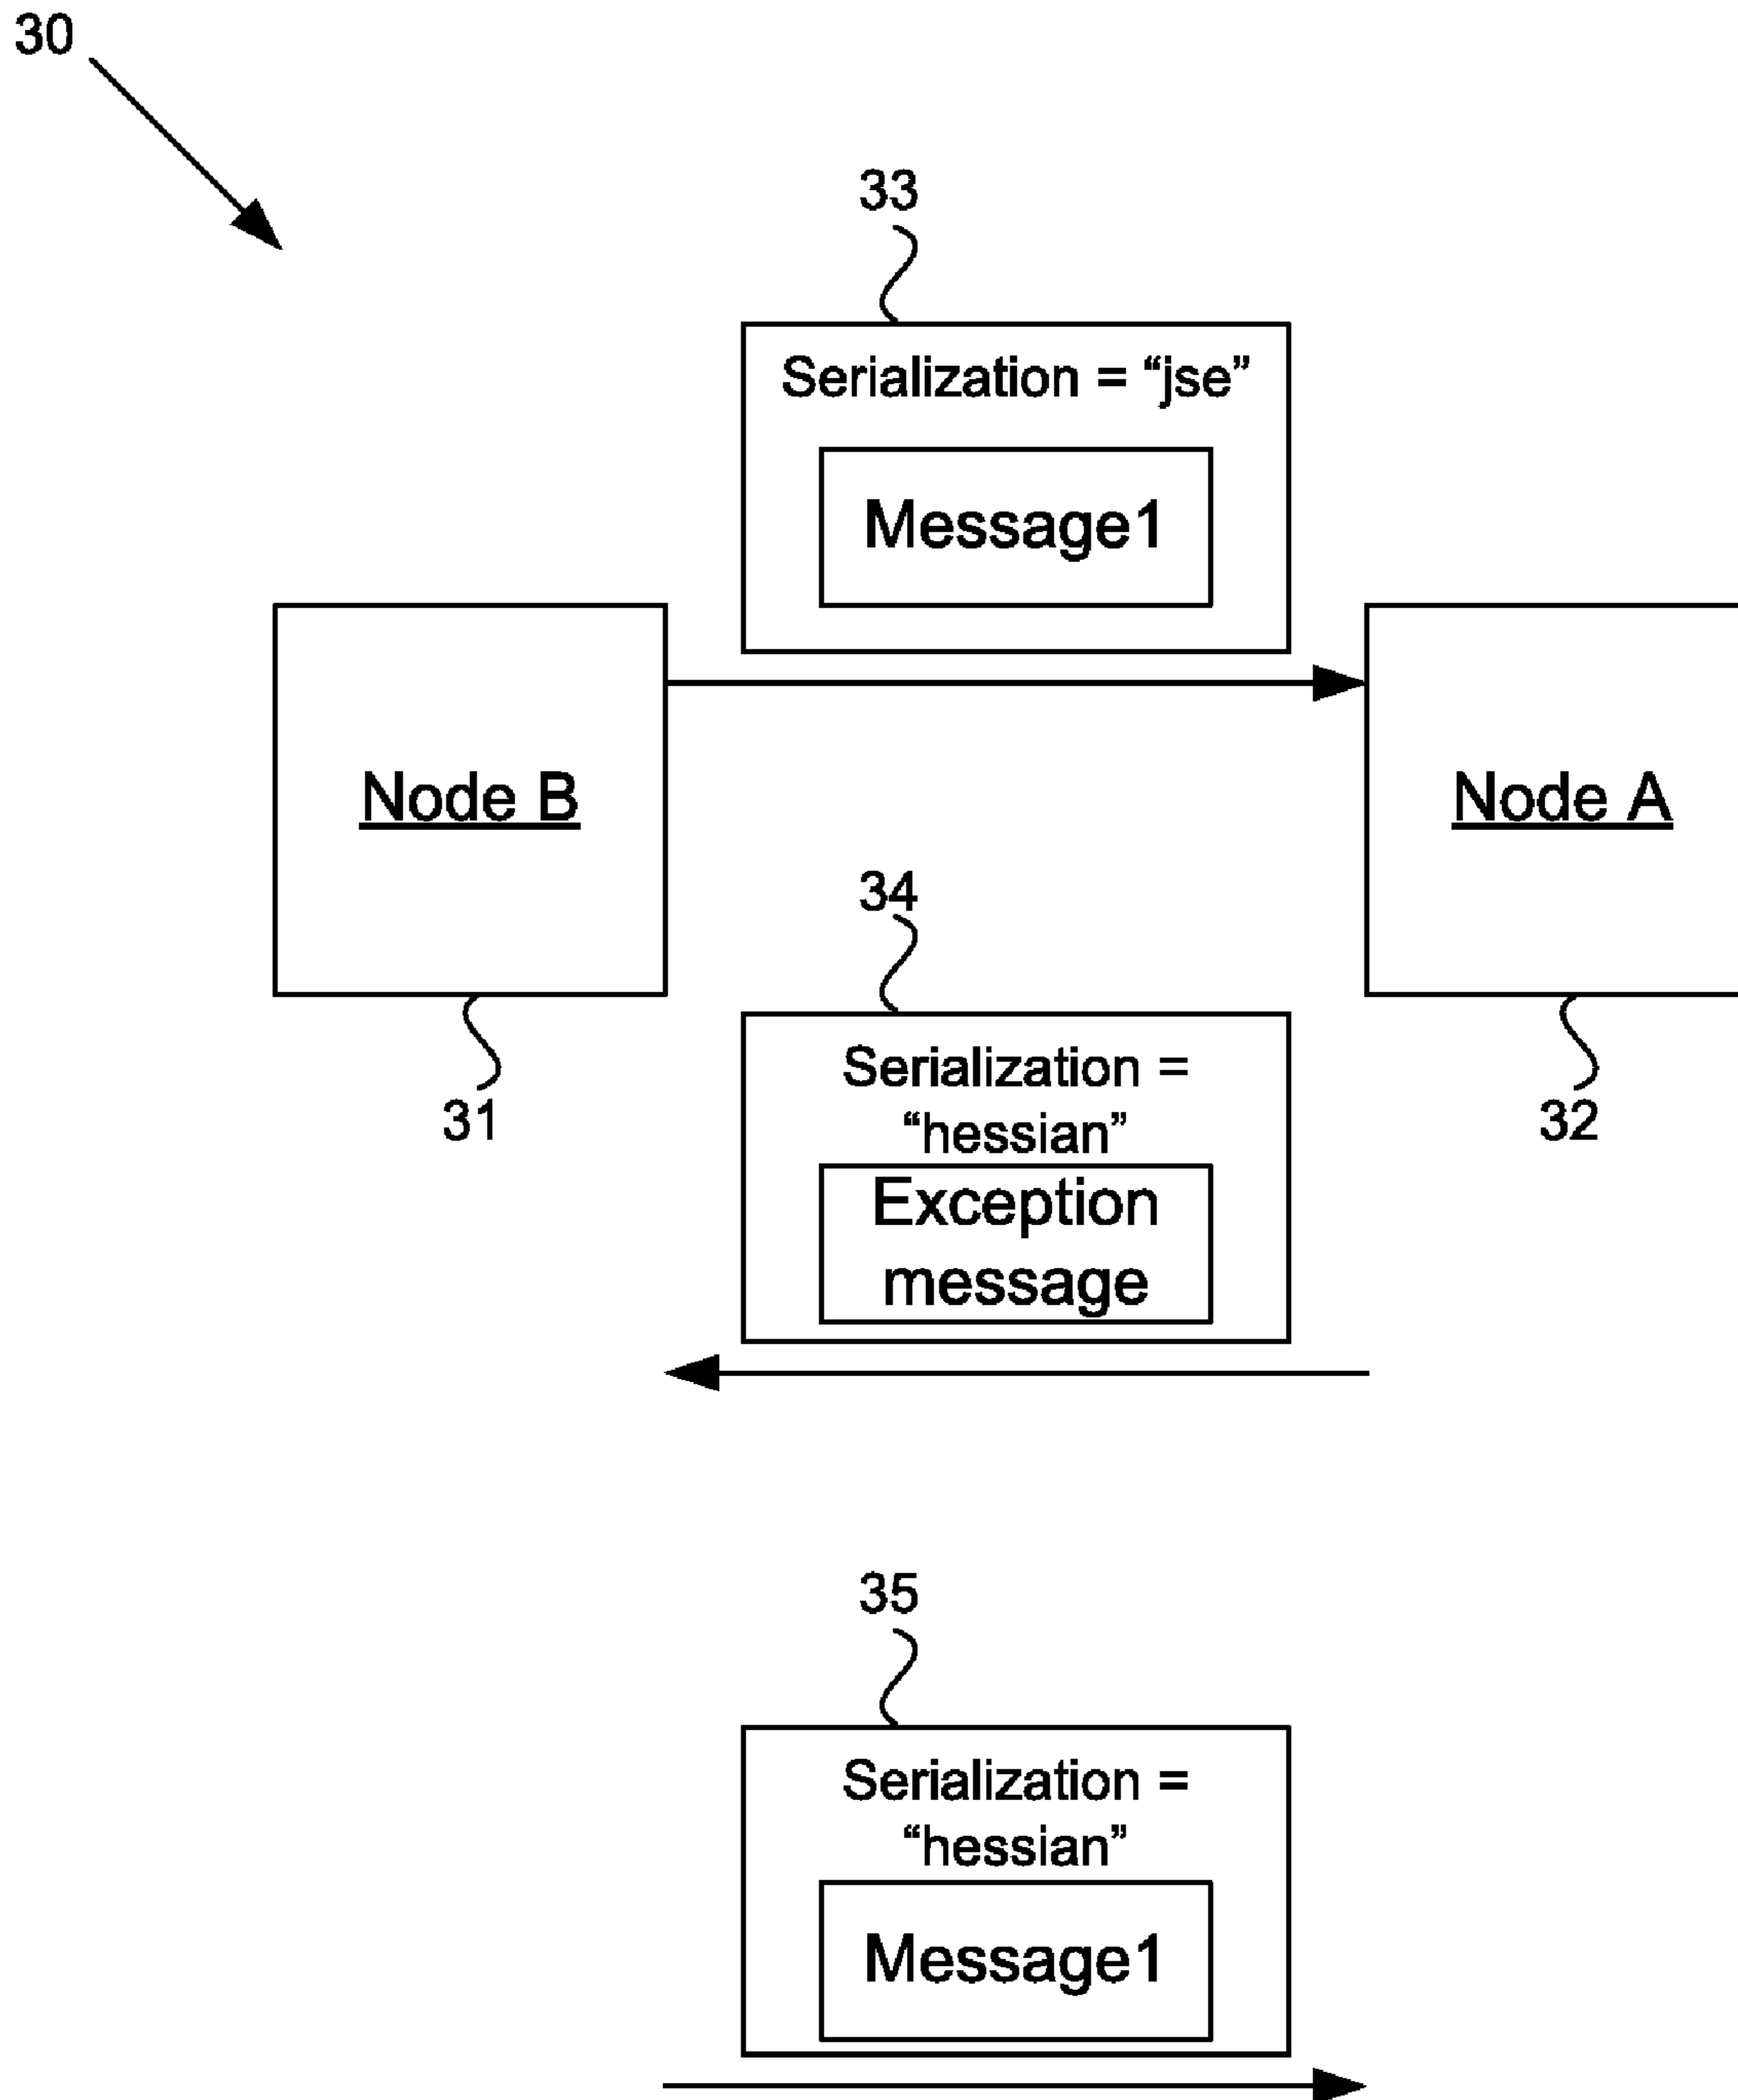 30
33
Serialization = “jse”
Message1
Node B
Node A
34
31
Serialization =
“hessian”
32
Exception
message
35
Serialization =
“hessian”
Message1